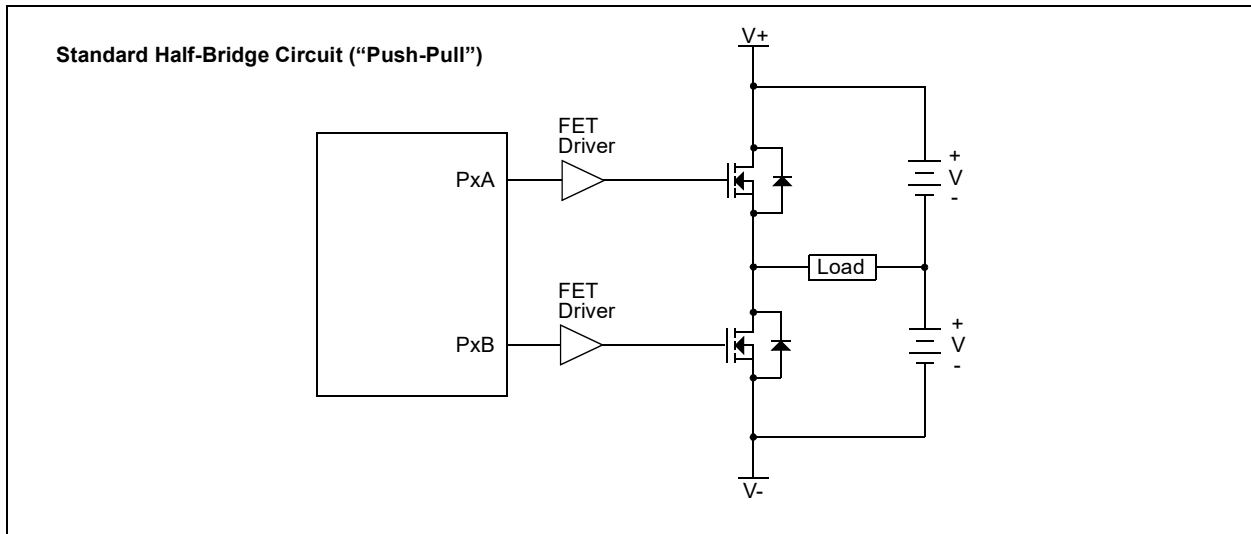 Standard Half-Bridge Circuit (“Push-Pull”)
V+
FET
Driver
PxA
+
V
-
Load
FET
Driver
PxB
+
V
-
V-